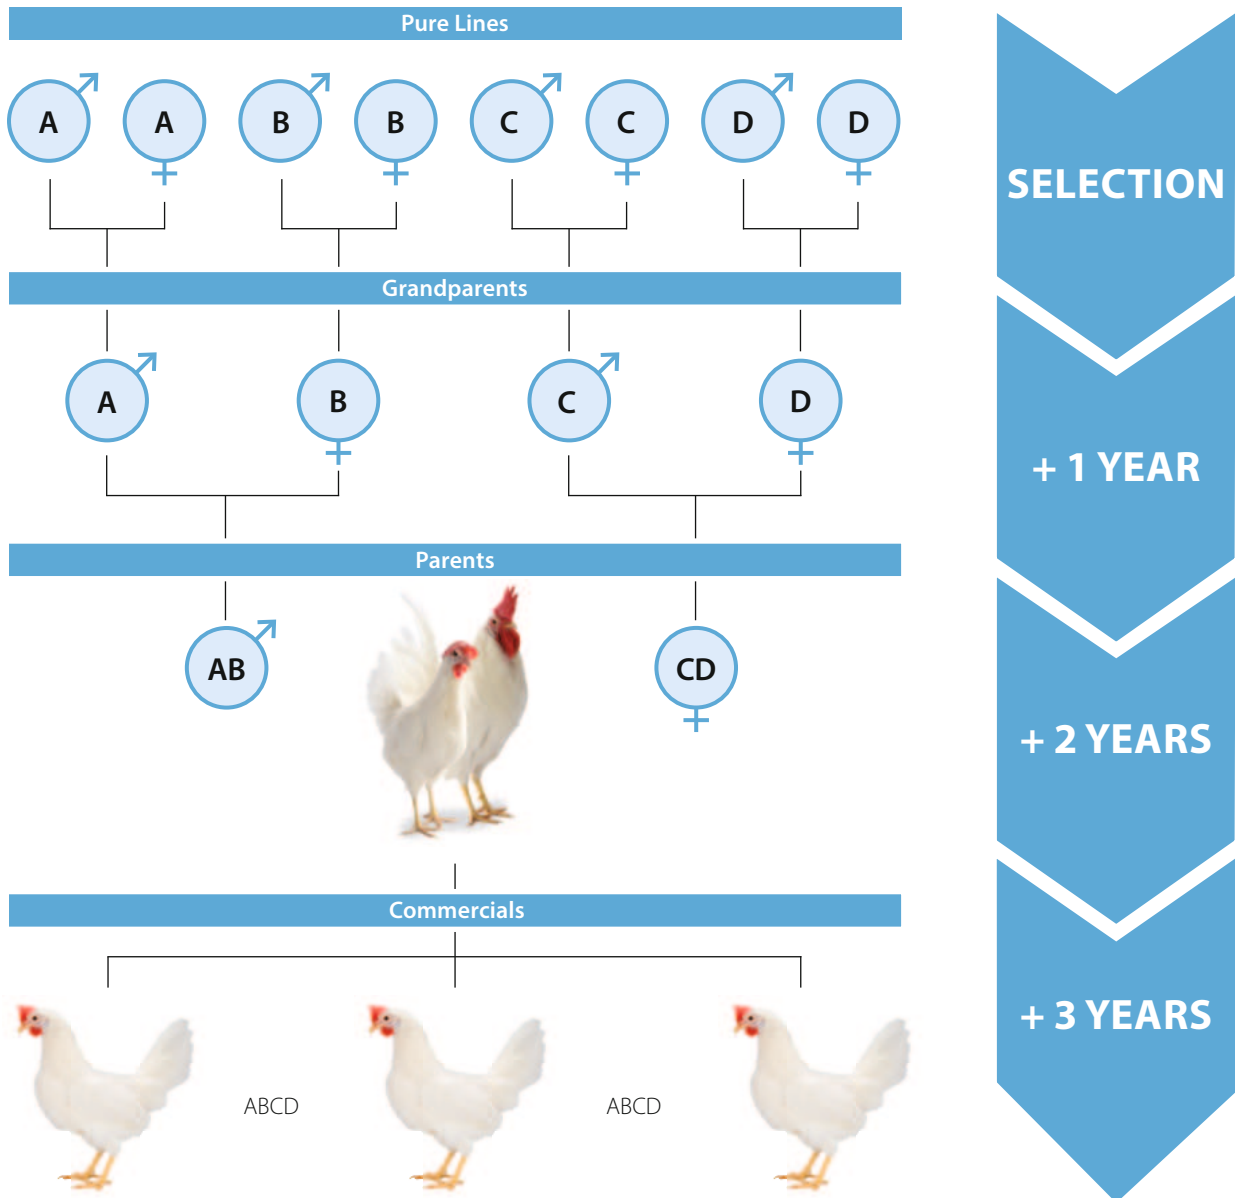 Pure Lines
A A B B C C D D
SELECTION
Grandparents
A B C D
+ 1 YEAR
Parents
AB CD
+ 2 YEARS
Commercials
+ 3 YEARS
ABCD ABCD